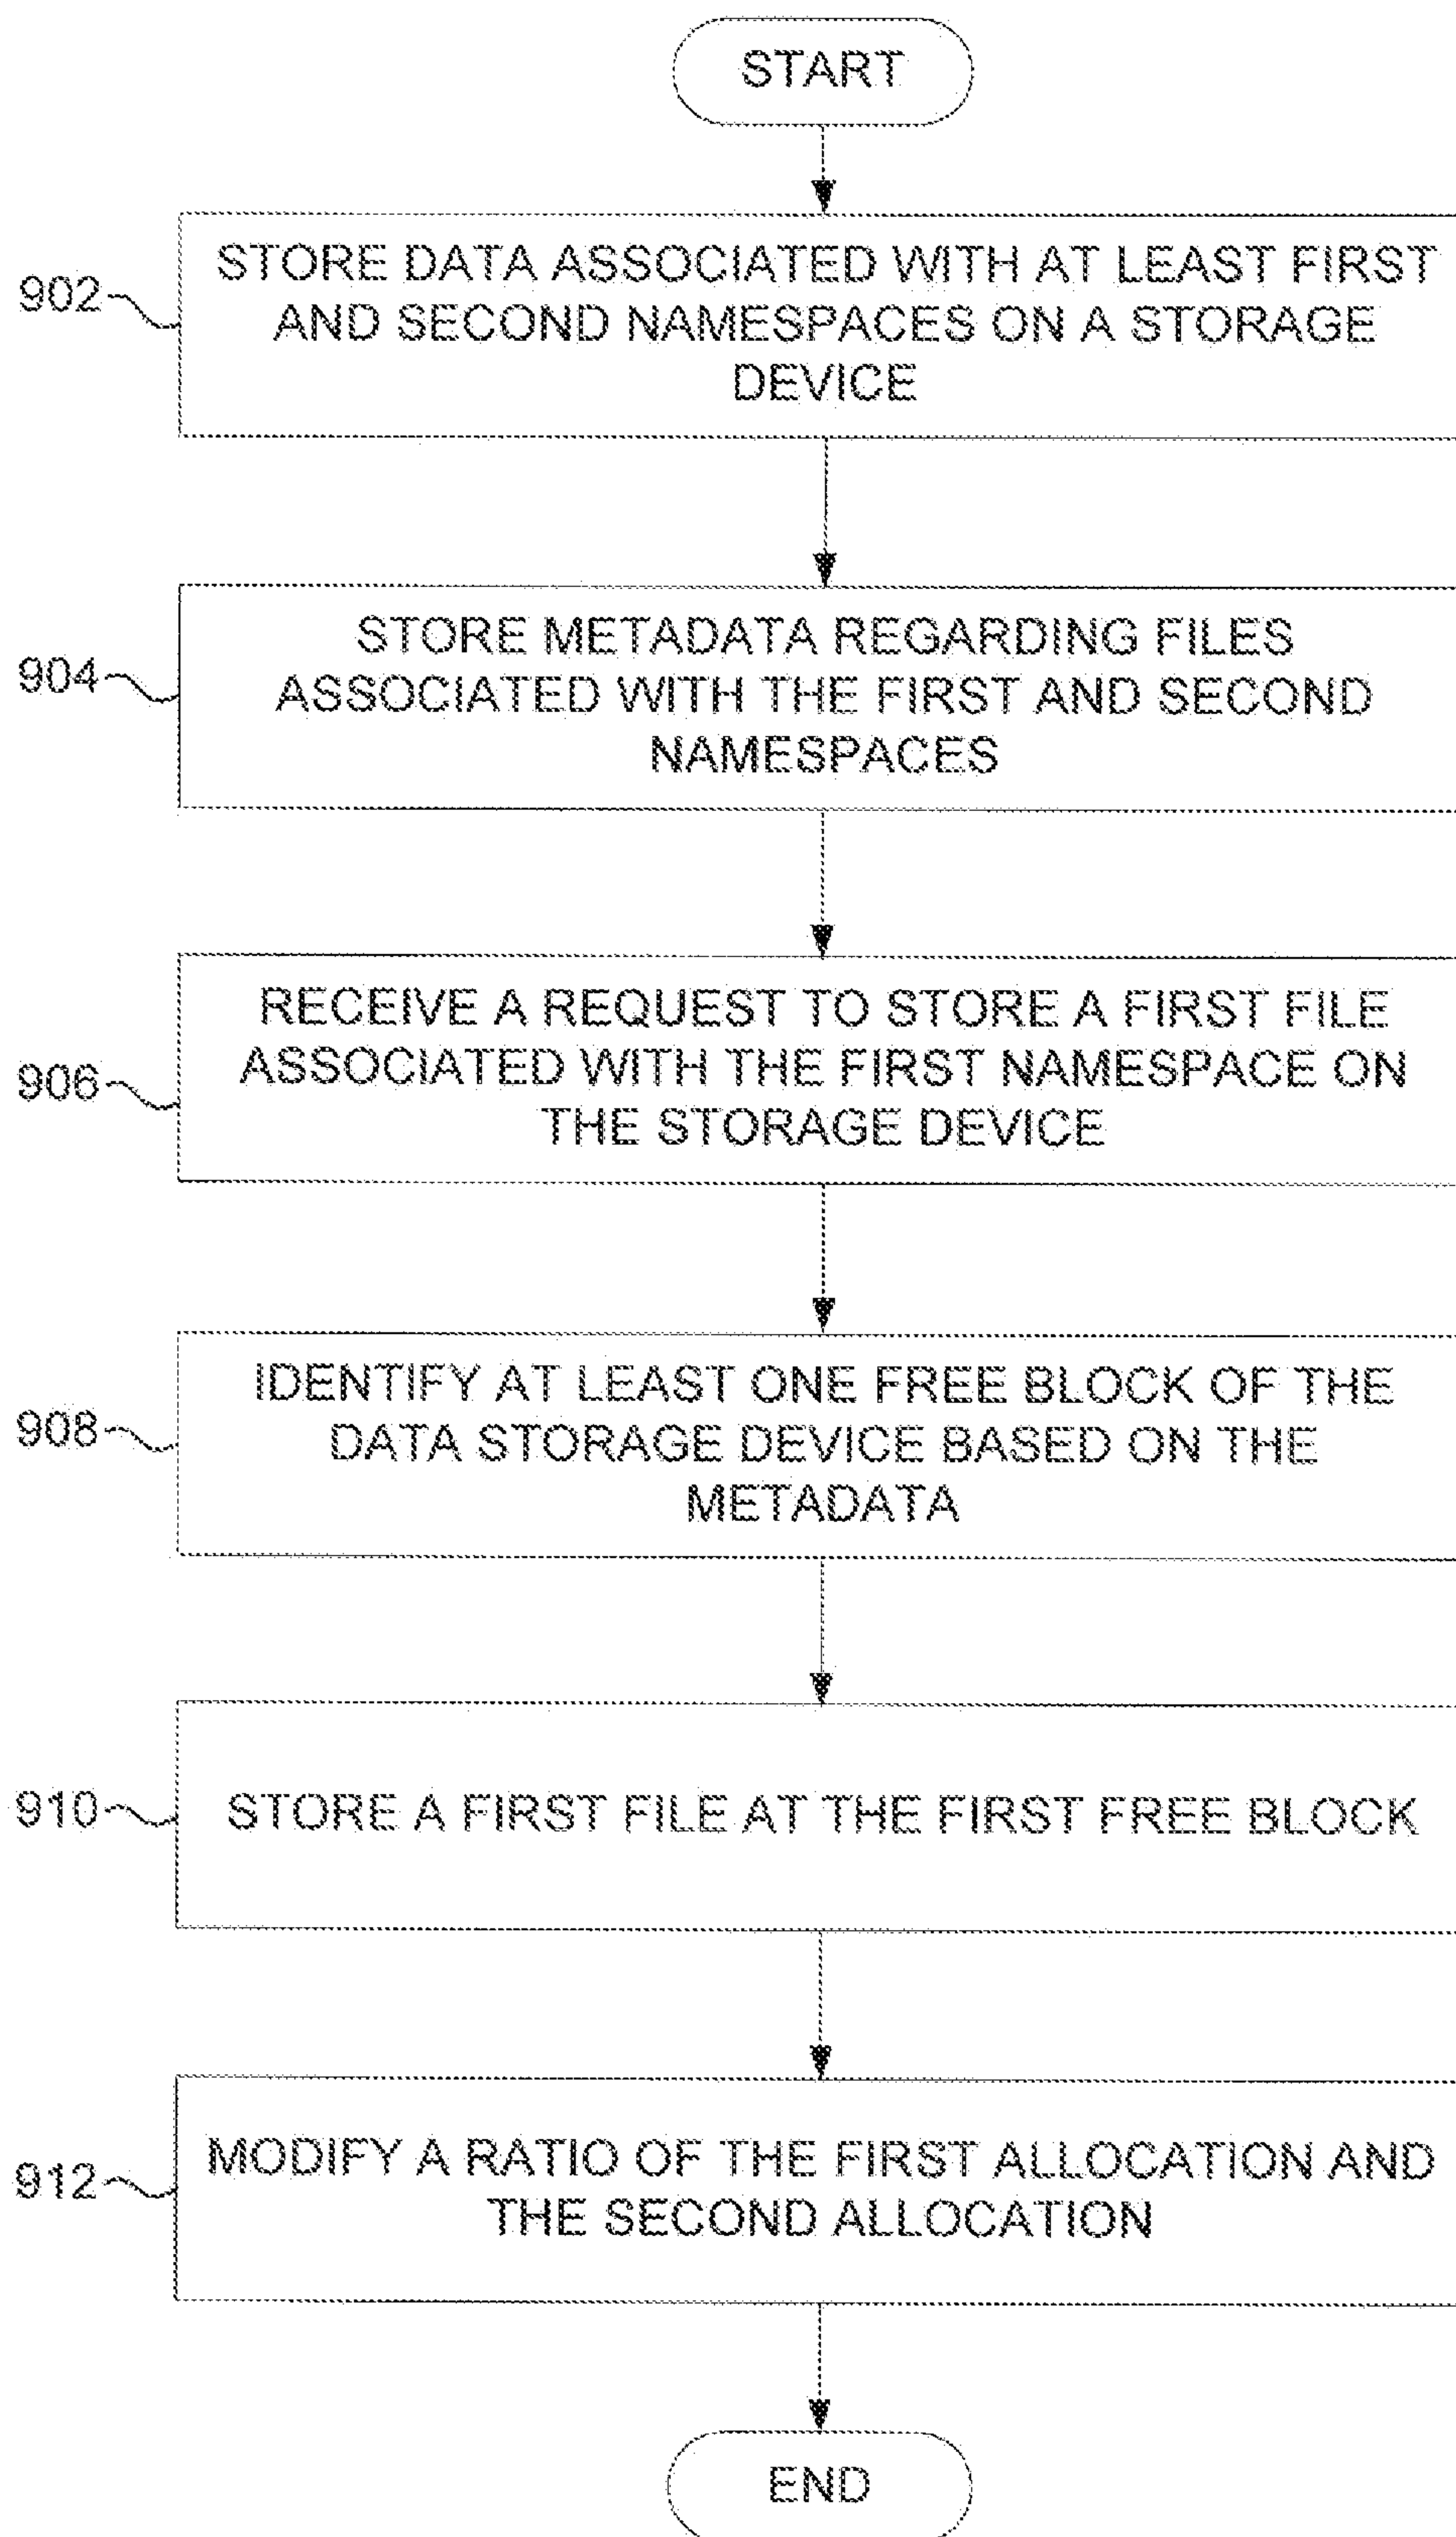 START
STORE DATA ASSOCIATED WITH AT LEAST FIRST
902
AND SECOND NAMESPACES ON A STORAGE
DEVICE
STORE METADATA REGARDING FILES
904
ASSOCIATED WITH THE FIRST AND SECOND
NAMESPACES
RECEIVE A REQUEST TO STORE A FIRST FILE
906
ASSOCIATED WITH THE FIRST NAMESPACE ON
THE STORAGE DEVICE
IDENTIFY AT LEAST ONE FREE BLOCK OF THE
908
DATA STORAGE DEVICE BASED ON THE
METADATA
910
STORE A FIRST FILE AT THE FIRST FREE BLOCK
MODIFY A RATIO OF THE FIRST ALLOCATION AND
912
THE SECOND ALLOCATION
END